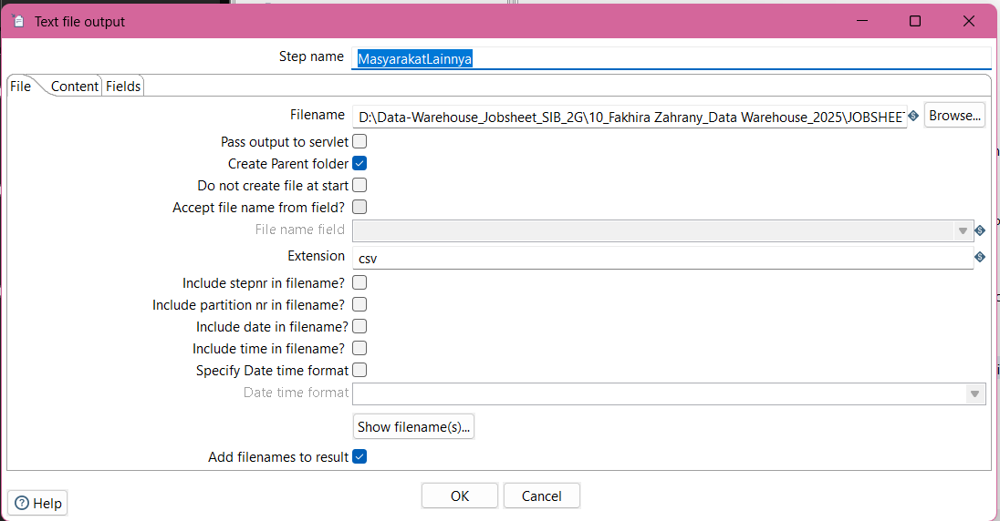 Text file output
Step name MasyarakatLainnya
File Content Fields
Filename D:\Data-Warehouse_Jobsheet_SIB_2G\10_Fakhira Zahrany_Data Warehouse_2025\JOBSHEET Browse...
Pass output to servlet
Create Parent folder
Do not create file at start
Accept file name from field?
File name field
Extension csv
Include stepnr in filename?
Include partition nr in filename?
Include date in filename?
Include time in filename?
Specify Date time format
Date time format
Show filename(s)...
Add filenames to result
Help OK Cancel